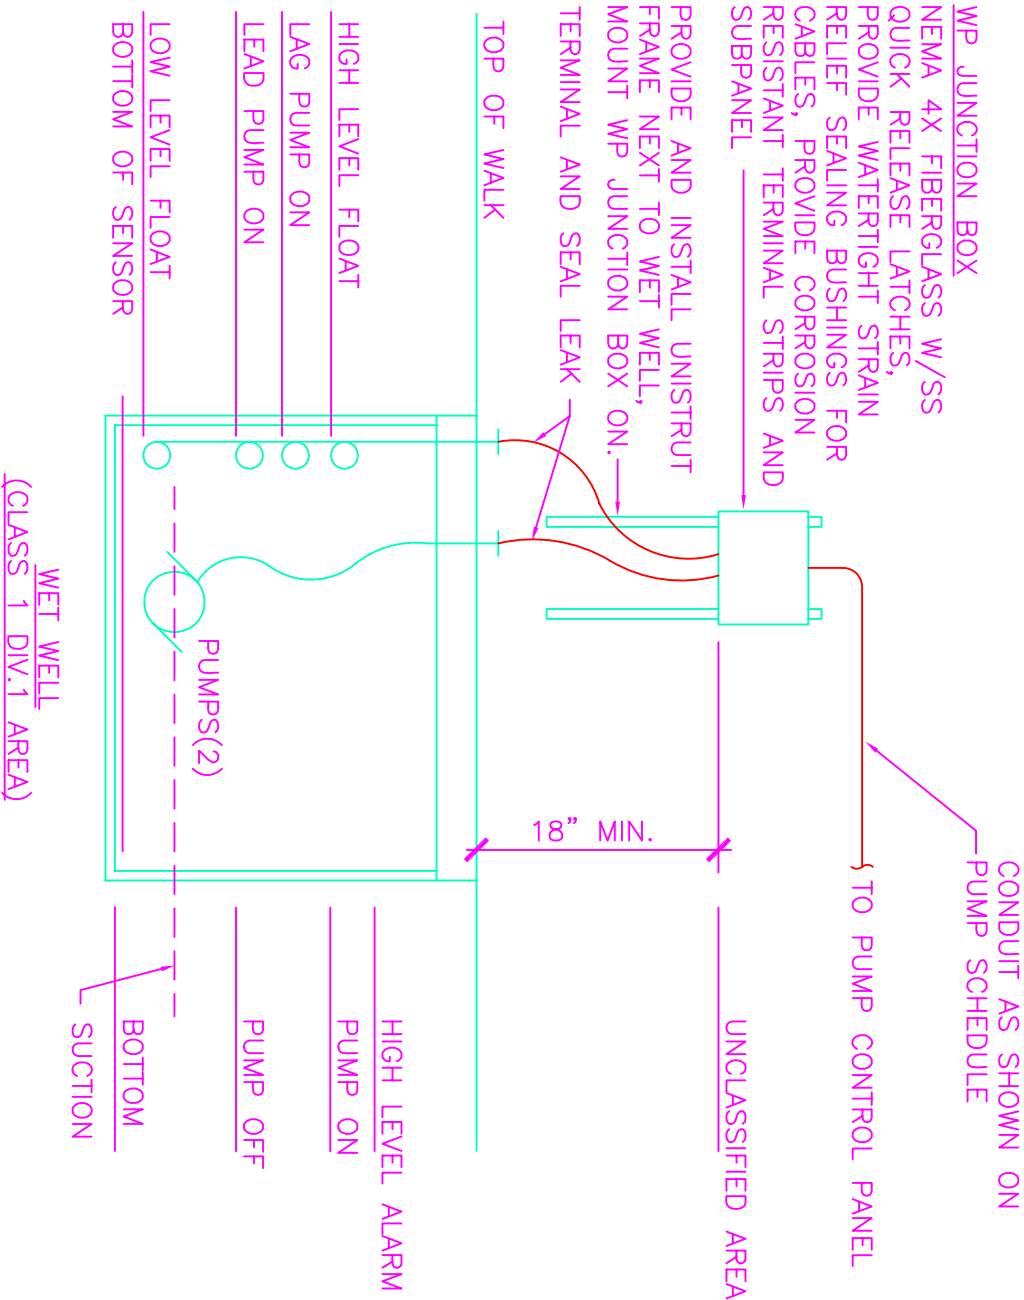 WP JUNCTION BOX
NEMA 4X FIBERGLASS W/SS
QUICK RELEASE LATCHES,
PROVIDE WATERTIGHT STRAIN
RELIEF SEALING BUSHINGS FOR
CABLES, PROVIDE CORROSION
RESISTANT TERMINAL STRIPS AND
SUBPANEL
PROVIDE AND INSTALL UNISTRUT
FRAME NEXT TO WET WELL,
MOUNT WP JUNCTION BOX ON.
TERMINAL AND SEAL LEAK
TOP OF WALK
HIGH LEVEL FLOAT
LAG PUMP ON
LEAD PUMP ON
LOW LEVEL FLOAT
BOTTOM OF SENSOR
CONDUIT AS SHOWN ON
PUMP SCHEDULE
TO PUMP CONTROL PANEL
UNCLASSIFIED AREA
18" MIN.
HIGH LEVEL ALARM
PUMP ON
PUMP OFF
BOTTOM
SUCTION
PUMPS(2)
WET WELL
(CLASS 1 DIV.1 AREA)